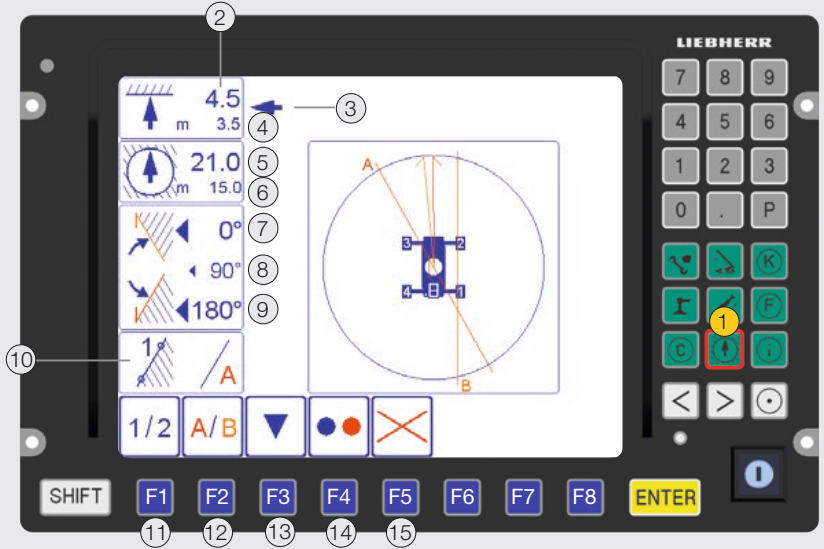 2
LIEBHERR
7 8 9
4.5
3
m 3.5
4
4 5 6
21.0
5
m 15.0
6
A
1 2 3
0 . P
0°
7
3 2
90°
8
K
4 1
180°
9
F
1
10
1
A
B
C
i
1/2 A/B
< >
SHIFT F1 F2 F3 F4 F5 F6 F7 F8 ENTER
11 12 13 14 15